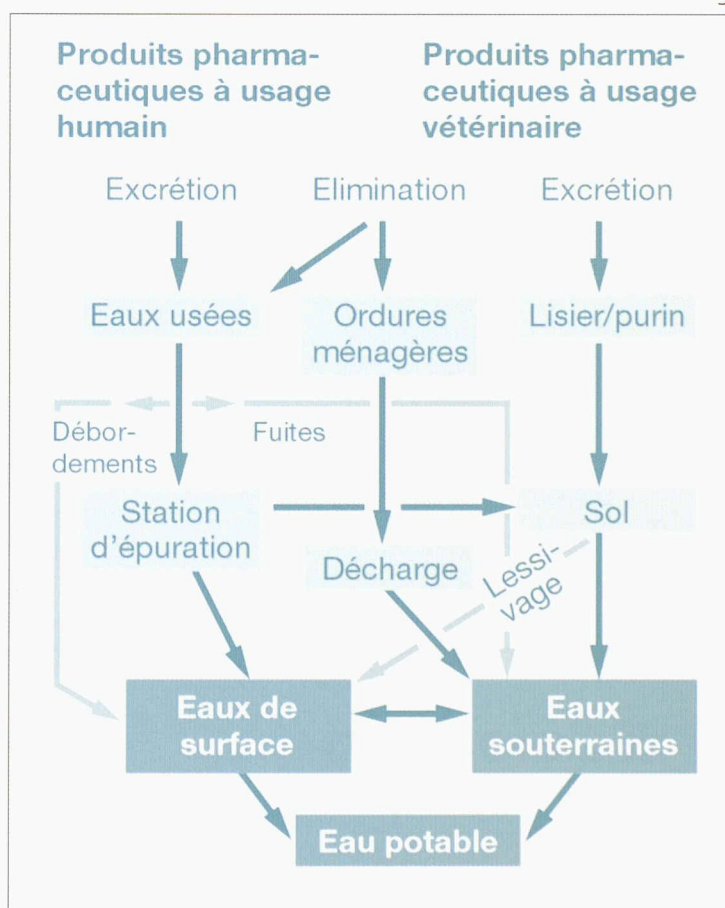 Produits pharma-
ceutiques à usage
humain
Produits pharma-
ceutiques à usage
vétérinaire
Excrétion
Elimination
Excrétion
Eaux usées
Ordures
ménagères
Lisier/purin
Débor-
dements
Fuites
Station
d'épuration
Sol
Décharge
Lessi-
vage
Eaux de
surface
Eaux
souterraines
Eau potable